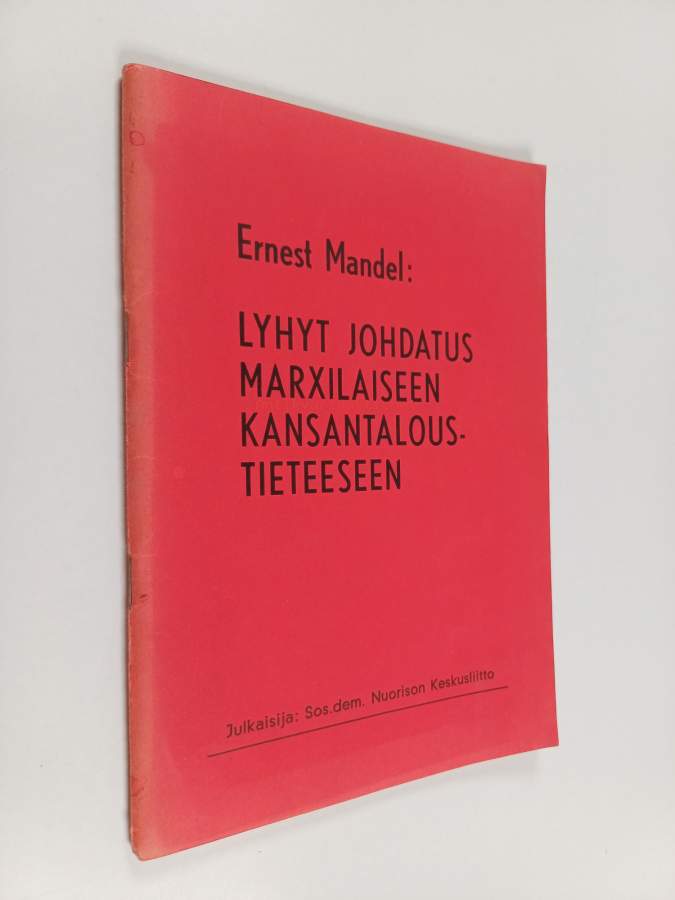 Ernest Mandel:
LYHYT JOHDATUS
MARXILAISEEN
KANSANTALOUS-
TIETEESEEN
Julkaisija: Sos.dem. Nuorison Keskusliitto